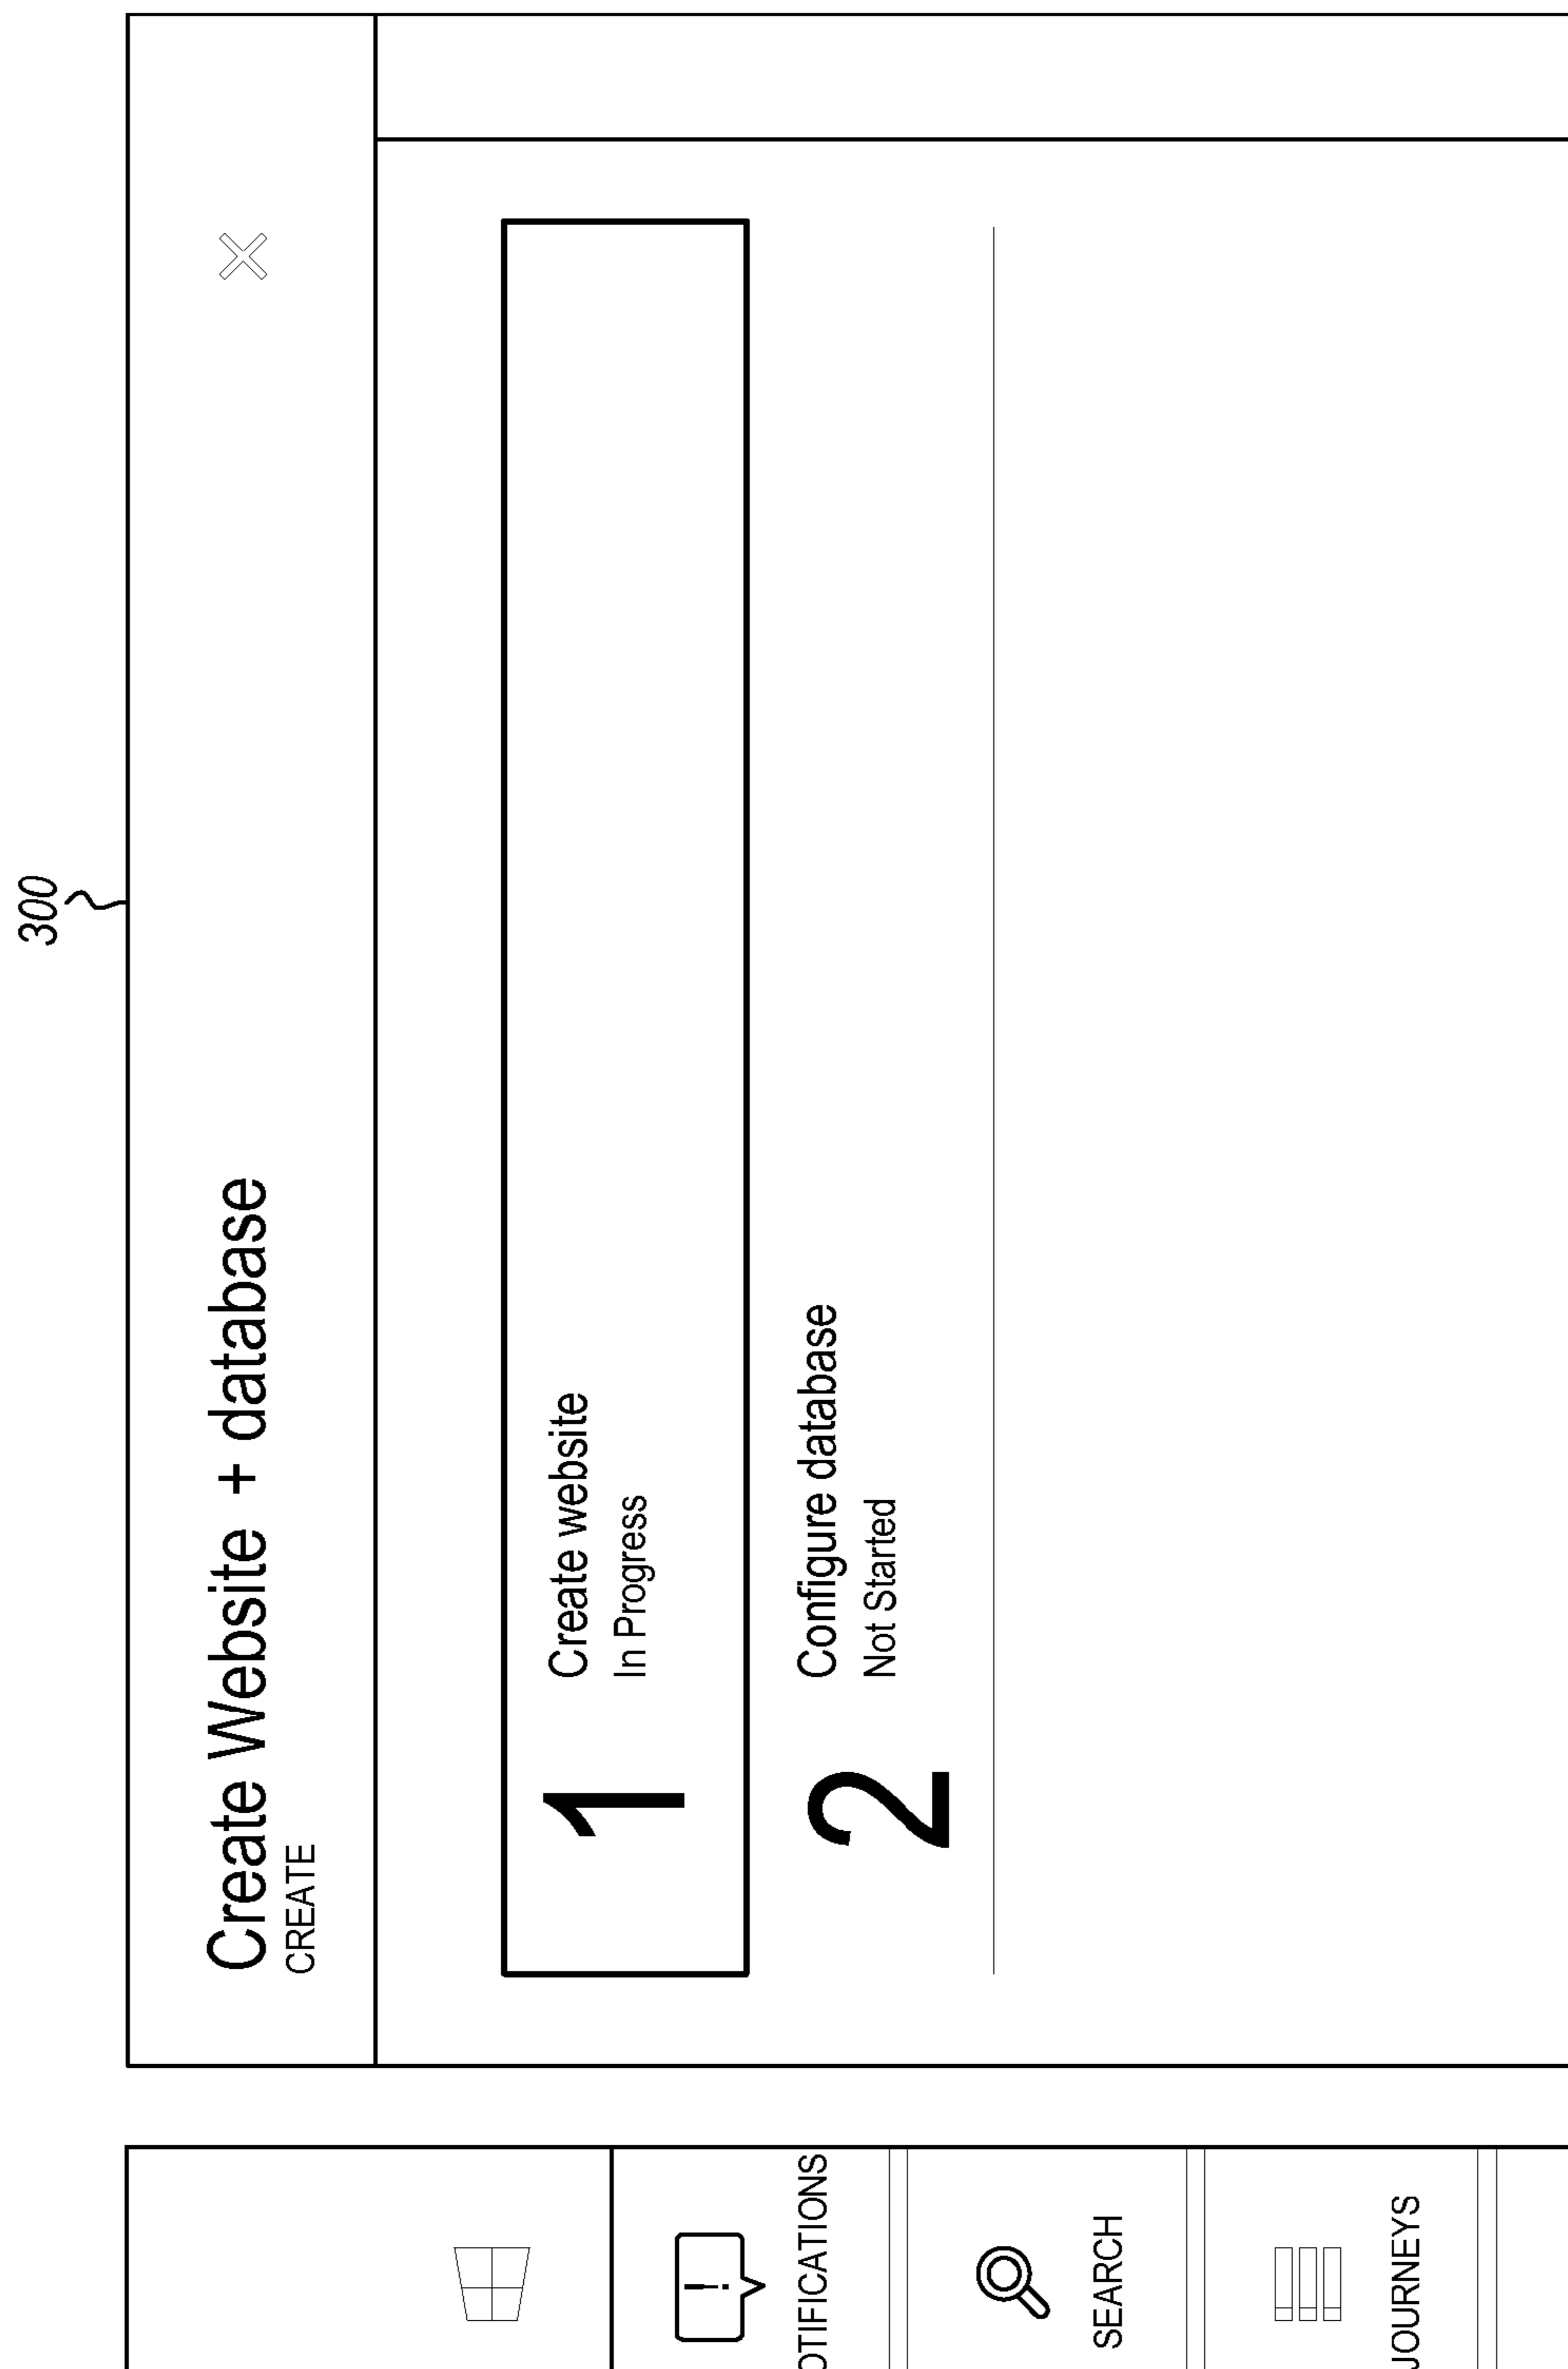 300
Create Website + database
CREATE
1
Create website
In Progress
2
Configure database
Not Started
OTIFICATIONS
SEARCH
JOURNEYS